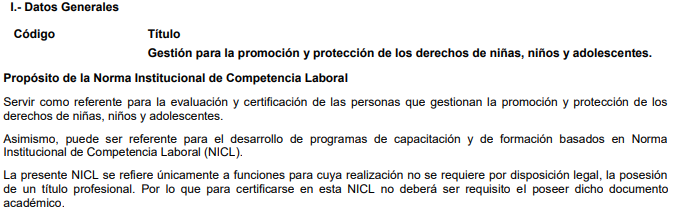 I.- Datos Generales
Código Título
Gestión para la promoción y protección de los derechos de niñas, niños y adolescentes.
Propósito de la Norma Institucional de Competencia Laboral
Servir como referente para la evaluación y certificación de las personas que gestionan la promoción y protección de los
derechos de niñas, niños y adolescentes.
Asimismo, puede ser referente para el desarrollo de programas de capacitación y de formación basados en Norma
Institucional de Competencia Laboral (NICL).
La presente NICL se refiere únicamente a funciones para cuya realización no se requiere por disposición legal, la posesión
de un título profesional. Por lo que para certificarse en esta NICL no deberá ser requisito el poseer dicho documento
académico.